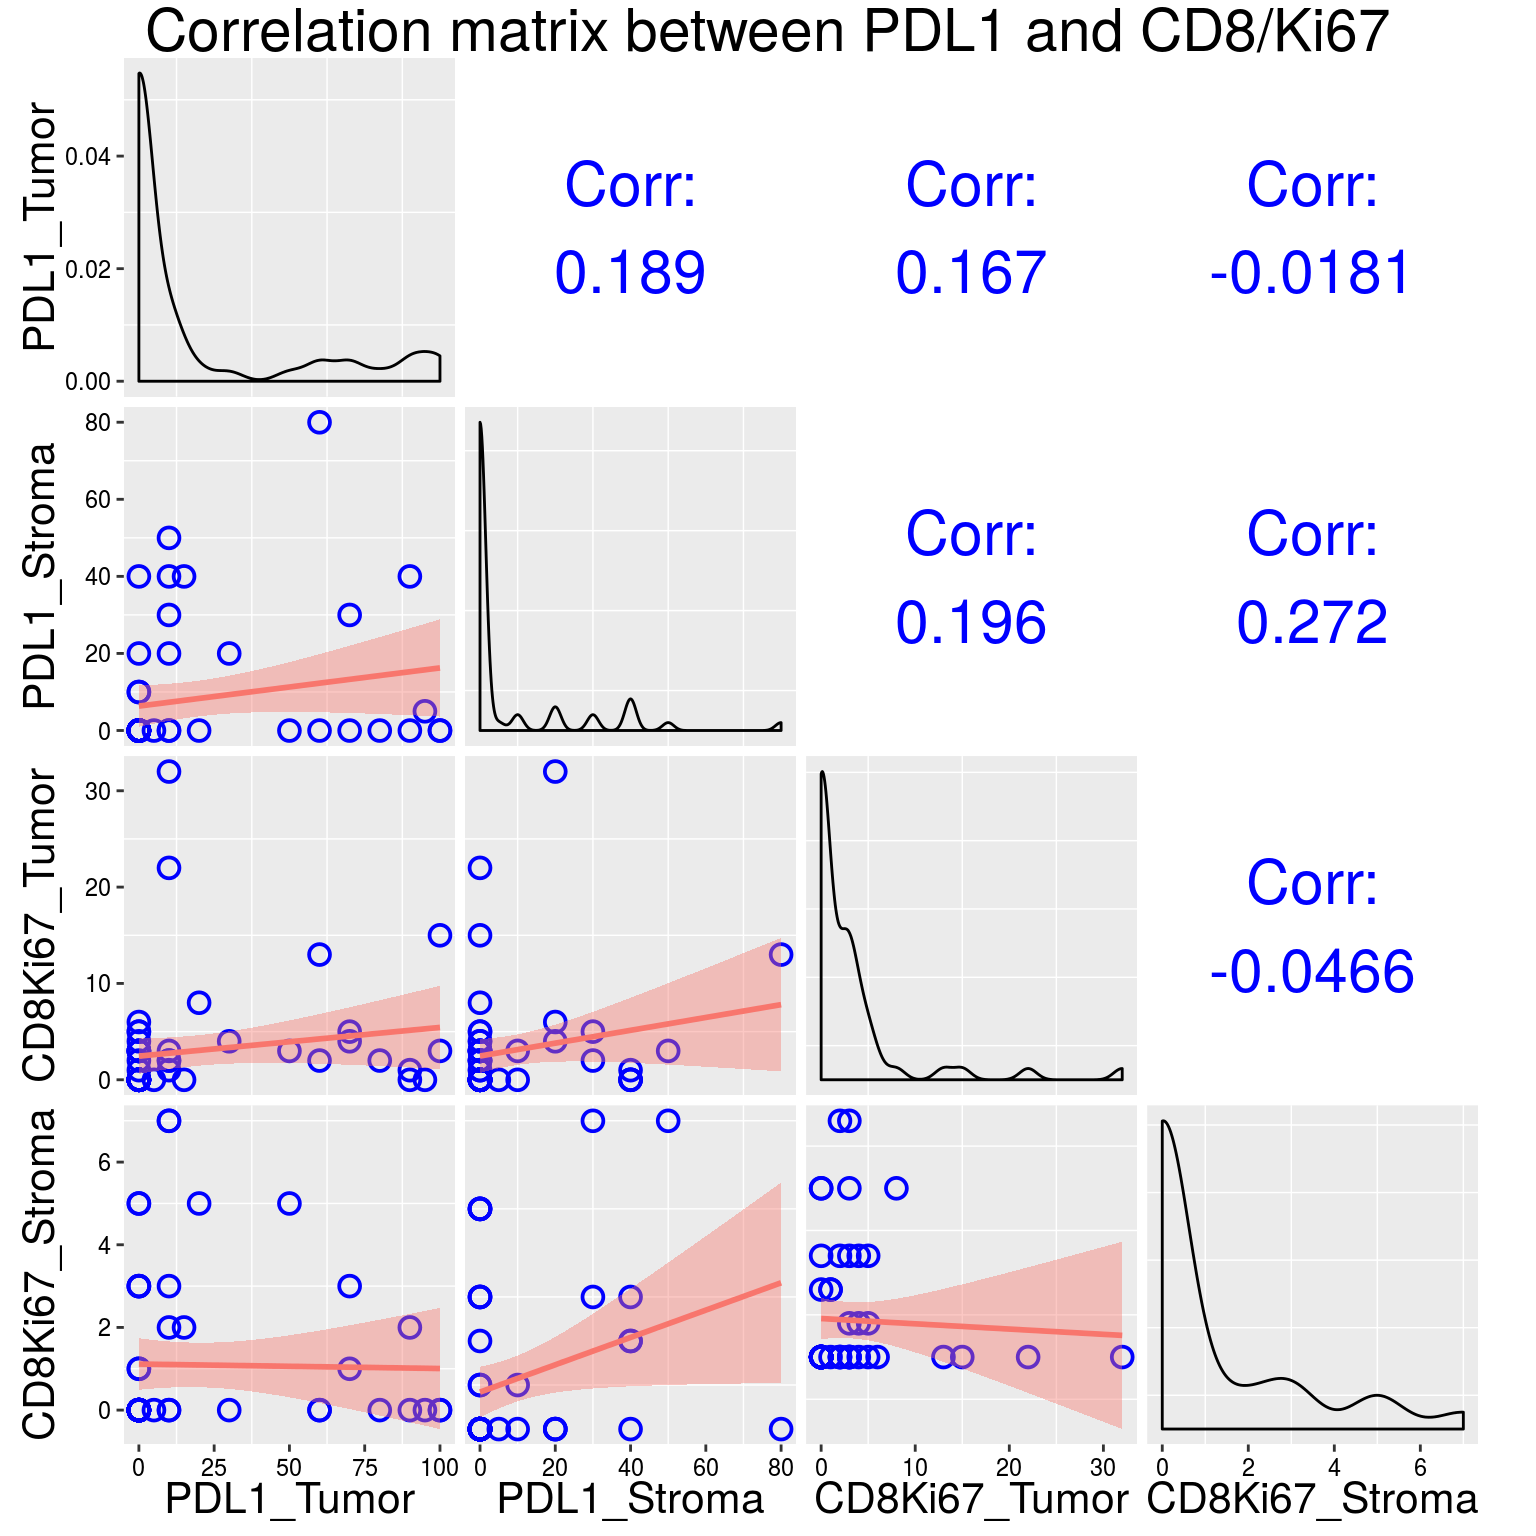 Correlation matrix between PDL1 and CD8/Ki67
PDL1_Tumor
0.04
0.02
0.00
Corr:
0.189
Corr:
0.167
Corr:
-0.0181
PDL1_Stroma
80
60
40
20
0
Corr:
0.196
Corr:
0.272
CD8Ki67_Tumor
30
20
10
0
Corr:
-0.0466
CD8Ki67_Stroma
6
4
2
0
0 25 50 75 100
0 20 40 60 80
0 10 20 30
0 2 4 6
PDL1_Tumor
PDL1_Stroma
CD8Ki67_Tumor
CD8Ki67_Stroma